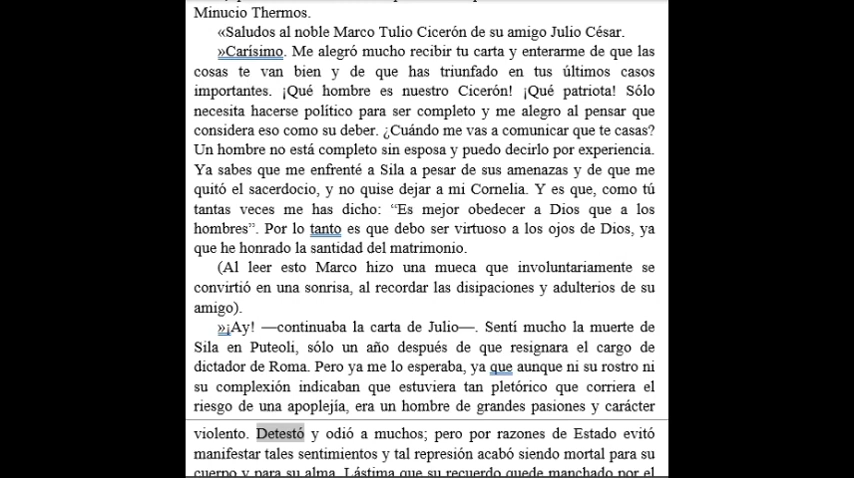 Minucio Thermos.
«Saludos al noble Marco Tulio Cicerón de su amigo Julio César.
»Carísimo. Me alegró mucho recibir tu carta y enterarme de que las
cosas te van bien y de que has triunfado en tus últimos casos
importantes. ¡Qué hombre es nuestro Cicerón! ¡Qué patriota! Sólo
necesita hacerse político para ser completo y me alegro al pensar que
considera eso como su deber. ¿Cuándo me vas a comunicar que te casas?
Un hombre no está completo sin esposa y puedo decirlo por experiencia.
Ya sabes que me enfrenté a Sila a pesar de sus amenazas y de que me
quitó el sacerdocio, y no quise dejar a mi Cornelia. Y es que, como tú
tantas veces me has dicho: “Es mejor obedecer a Dios que a los
hombres”. Por lo tanto es que debo ser virtuoso a los ojos de Dios, ya
que he honrado la santidad del matrimonio.
(Al leer esto Marco hizo una mueca que involuntariamente se
convirtió en una sonrisa, al recordar las disipaciones y adulterios de su
amigo).
»¡Ay! —continuaba la carta de Julio—. Sentí mucho la muerte de
Sila en Puteoli, sólo un año después de que resignara el cargo de
dictador de Roma. Pero ya me lo esperaba, ya que aunque ni su rostro ni
su complexión indicaban que estuviera tan pletórico que corriera el
riesgo de una apoplejía, era un hombre de grandes pasiones y carácter
violento. Detestó y odió a muchos; pero por razones de Estado evitó
manifestar tales sentimientos y tal represión acabó siendo mortal para su
cuerpo y para su alma. Lástima que su recuerdo quede manchado por el